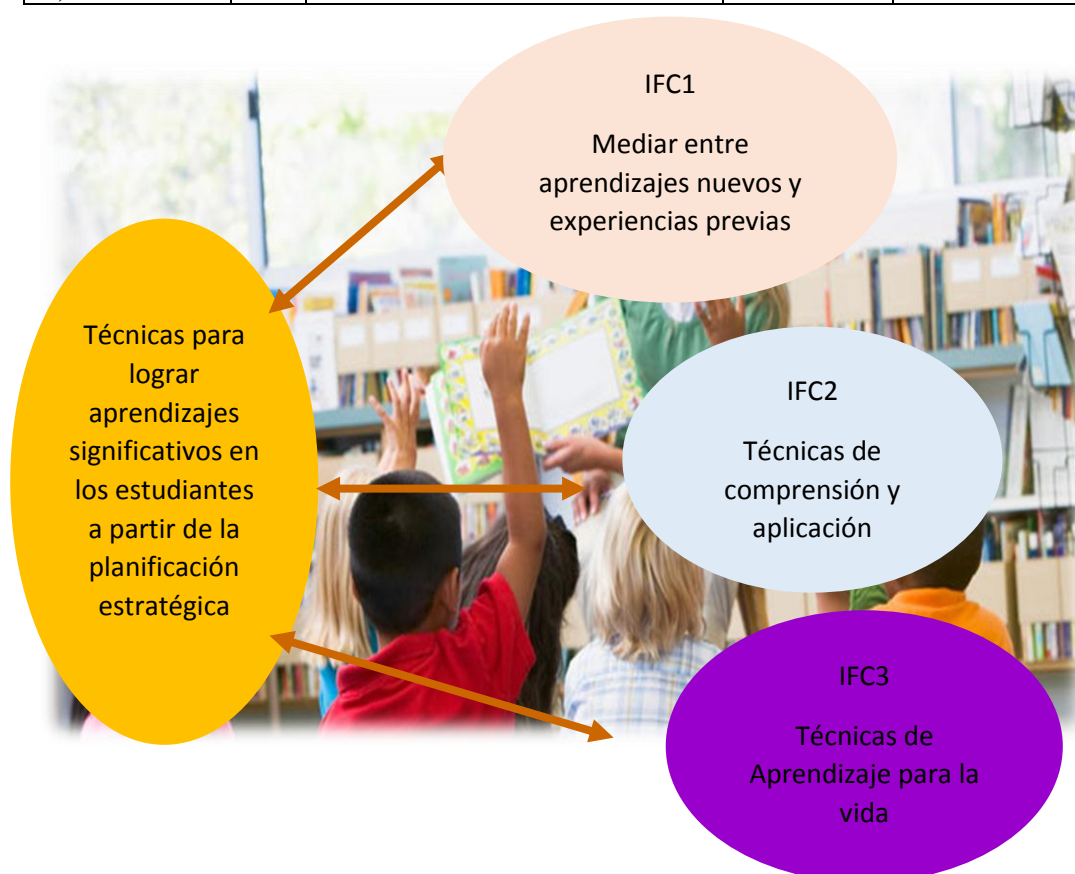 Técnicas para
lograr
aprendizajes
significativos en
los estudiantes
a partir de la
planificación
estratégica
IFC1
Mediar entre
aprendizajes nuevos y
experiencias previas
IFC2
Técnicas de
comprensión y
aplicación
IFC3
Técnicas de
Aprendizaje para la
vida